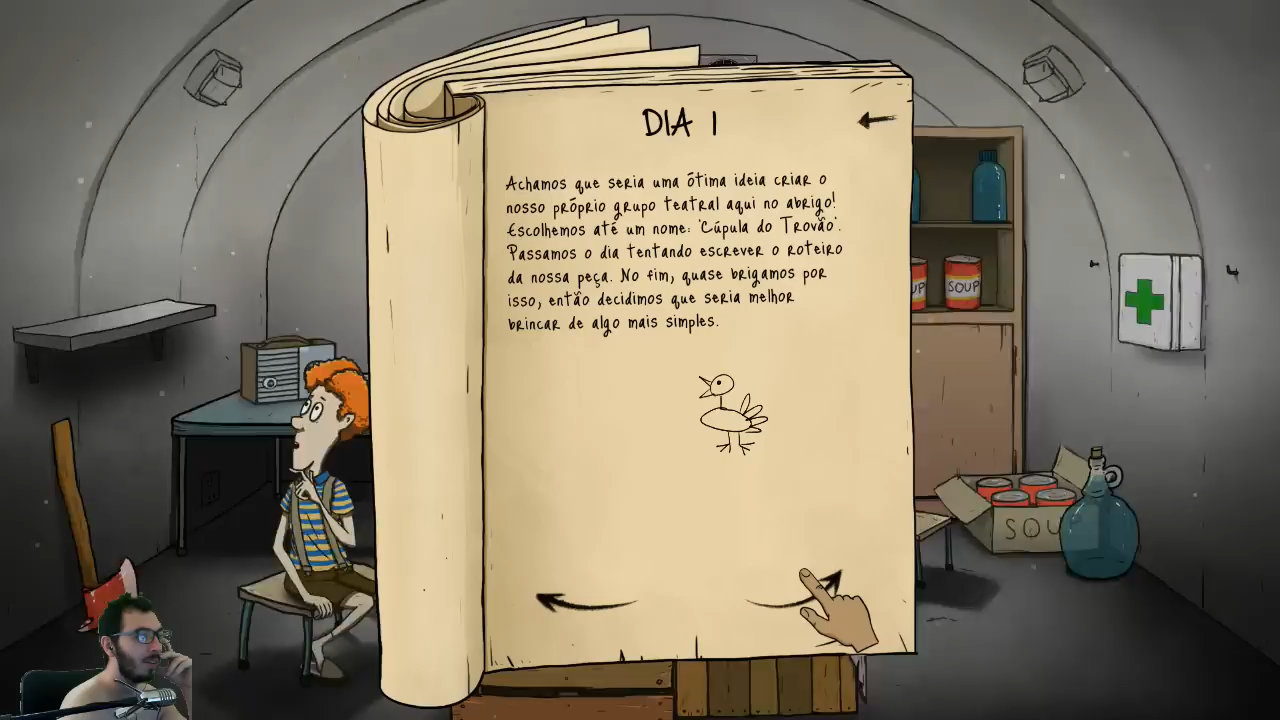 DIA 1
Achamos que seria uma ótima ideia criar o
nosso próprio grupo teatral aqui no abrigo!
Escolhemos até um nome: 'Cúpula do Trovão'.
Passamos o dia tentando escrever o roteiro
da nossa peça. No fim, quase brigamos por
isso, então decidimos que seria melhor
brincar de algo mais simples.
UP
SOUP
SOU